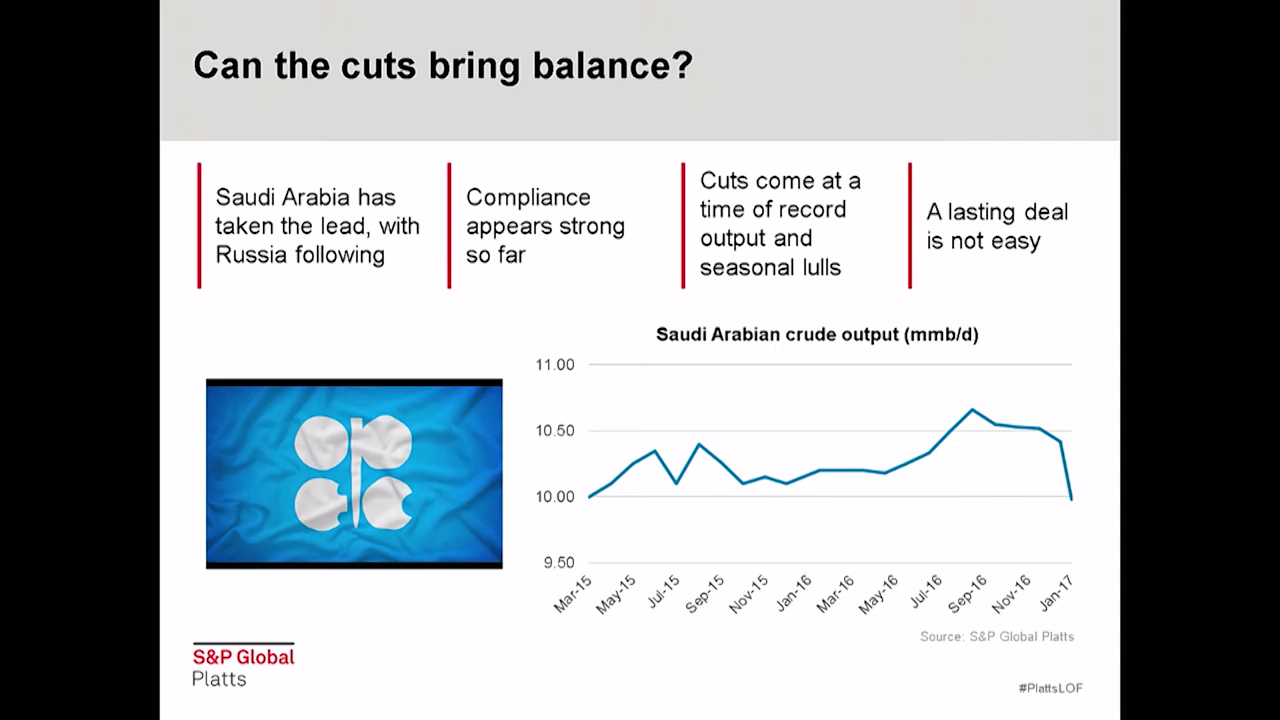 Can the cuts bring balance?
Saudi Arabia has
taken the lead, with
Russia following
Compliance
appears strong
so far
Cuts come at a
time of record
output and
seasonal lulls
A lasting deal
is not easy
Saudi Arabian crude output (mmb/d)
11.00
10.50
10.00
9.50
Mar-15
May-15
Jul-15
Sep-15
Nov-15
Jan-16
Mar-16
May-16
Jul-16
Sep-16
Nov-16
Jan-17
Source: S&P Global Platts
S&P Global
Platts
#PlattsLOF